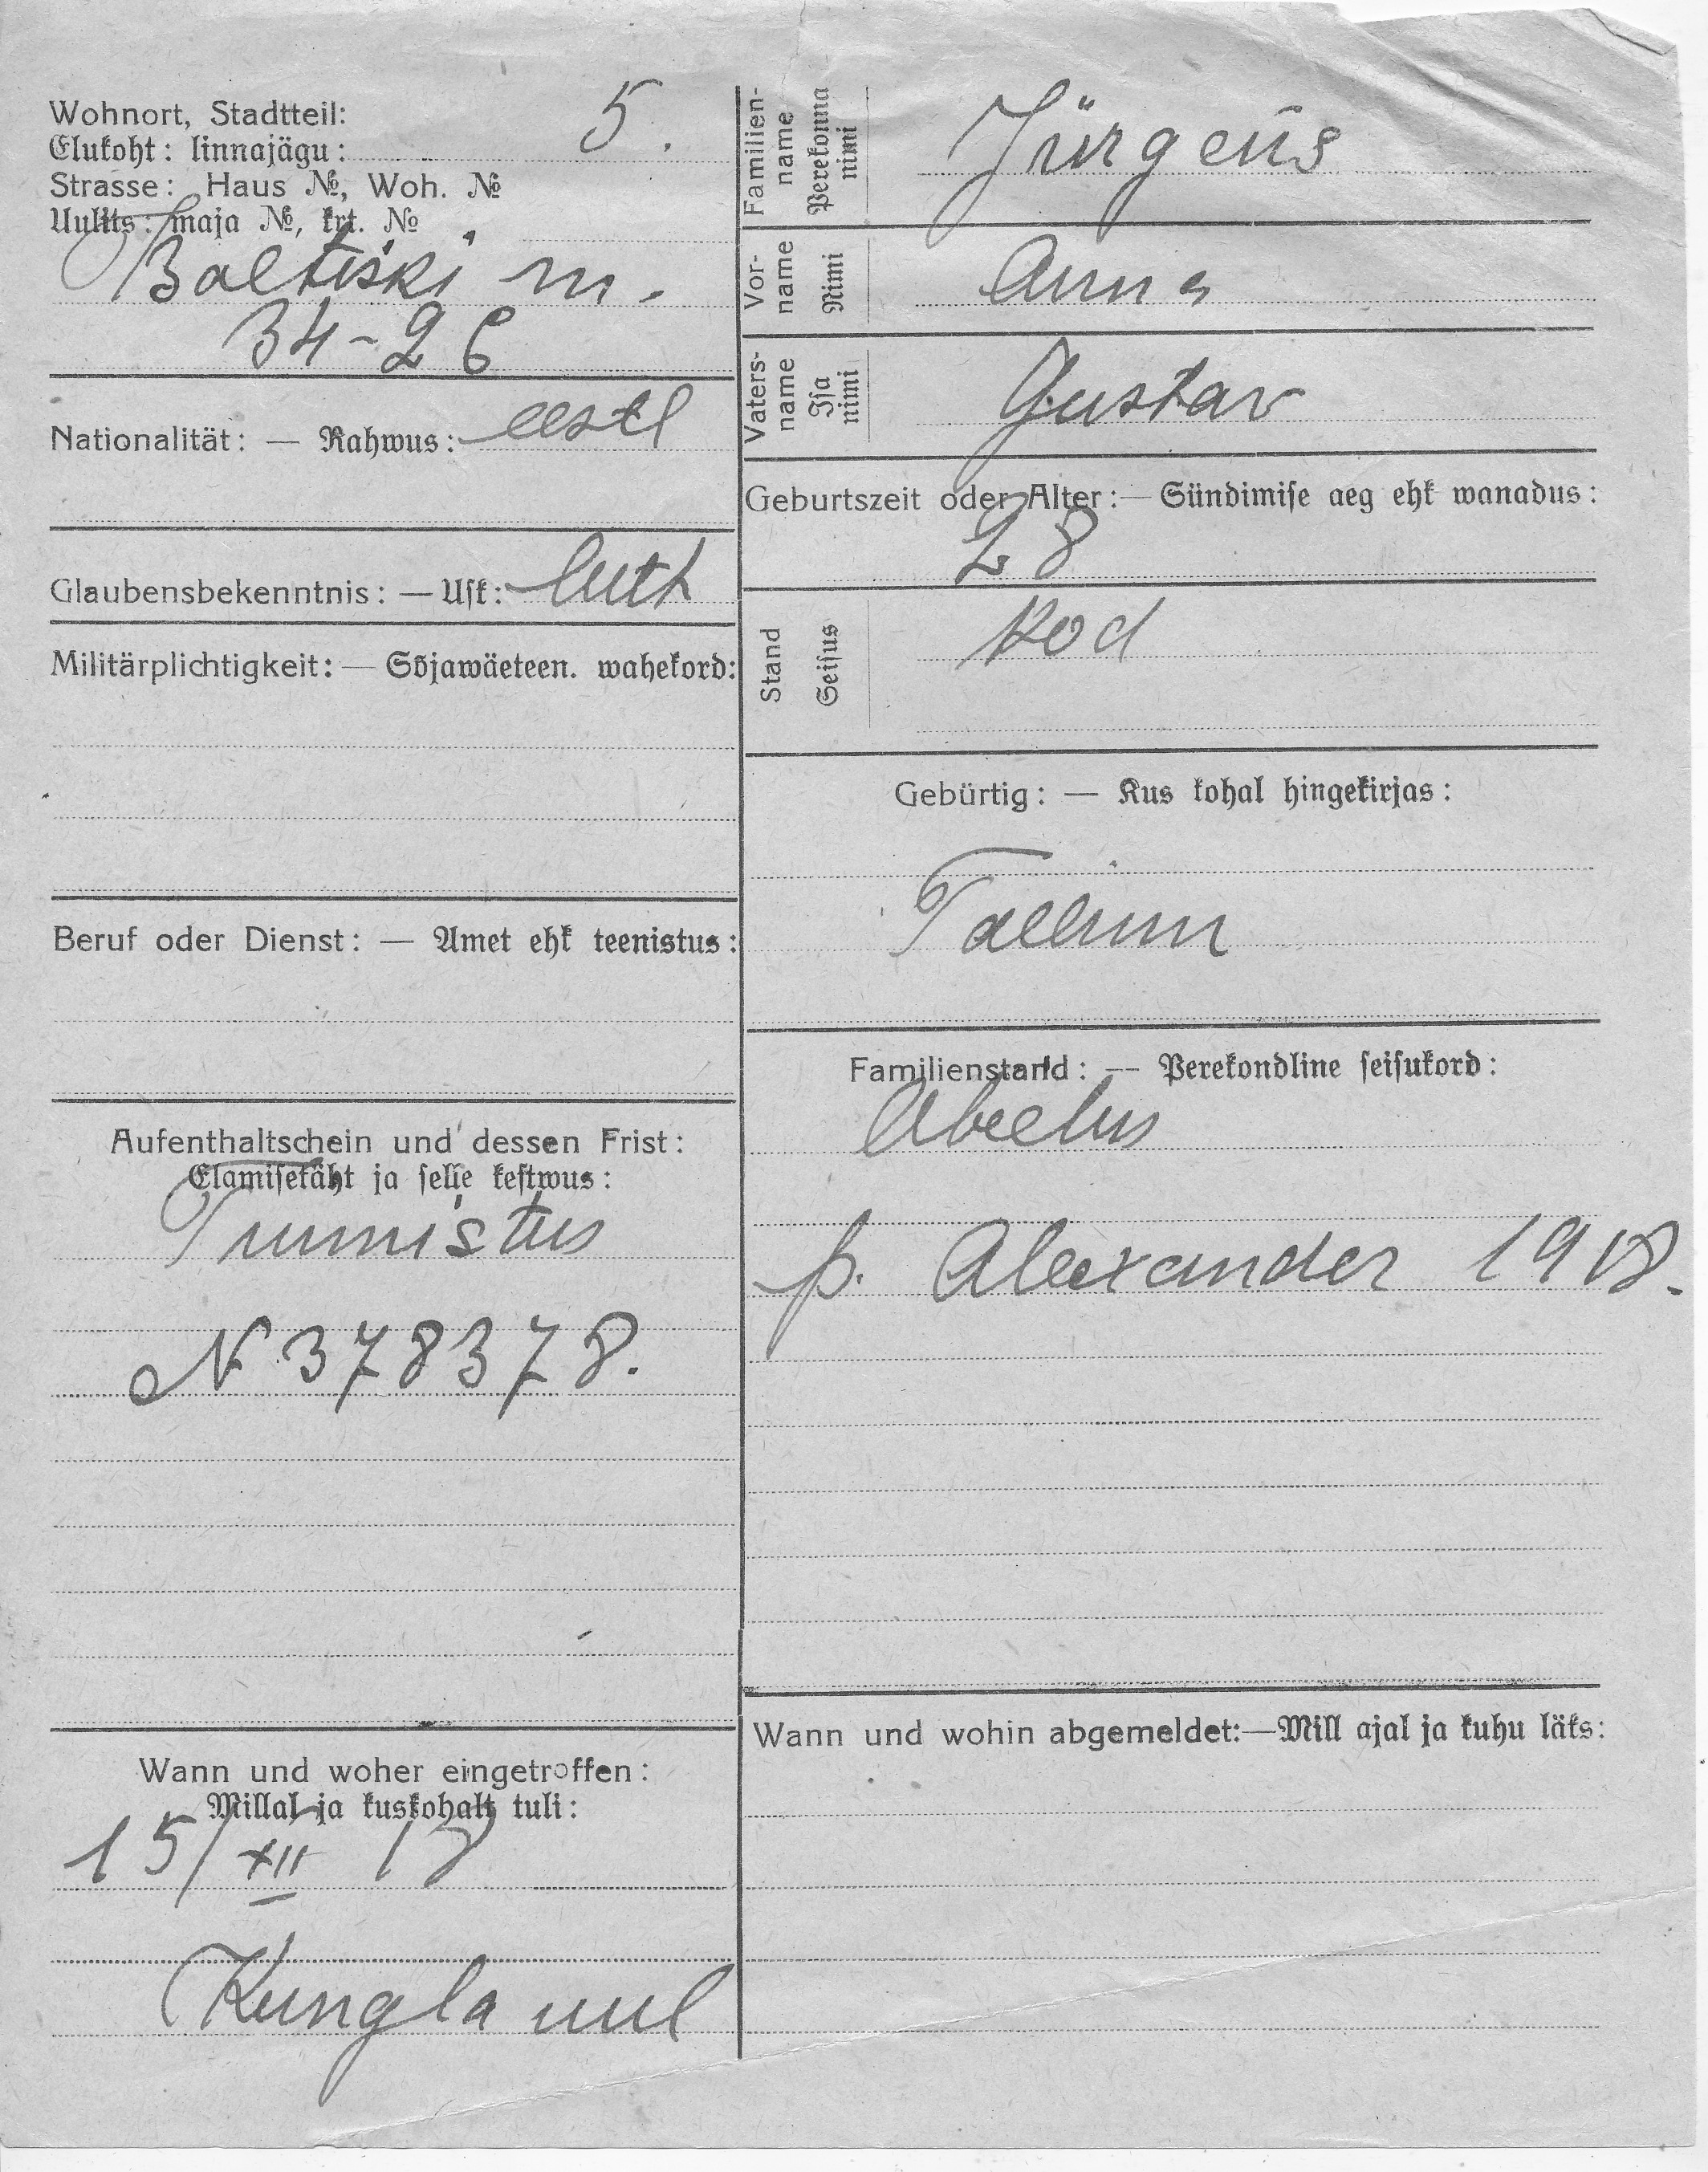 Wohnort, Stadtteil:
Elukoht: linnajägu: 5.
Strasse: Haus №, Woh. №
Uulits: maja №, krt. №
Baltiski m.
34-26
Nationalität: — Rahwus: eestl
Glaubensbekenntnis: — Usk: luth
Militärplichtigkeit: — Sõjawäeteen. wahekord:
Beruf oder Dienst: — Amet ehk teenistus:
Aufenthaltschein und dessen Frist:
Elamisetäht ja selle kestwus:
Tunnistus
N 378378.
Wann und woher eingetroffen:
Millal ja kuskohalt tuli:
15/XII 18
Kungla uul
Familien-
name
Perekonna
nimi
Jürgens
Vor-
name
Nimi
Anna
Vaters-
name
Isa
nimi
Gustav
Geburtszeit oder Alter: — Sündimise aeg ehk wanadus:
28
Stand
Seisus
kod
Gebürtig: — Kus kohal hingekirjas:
Tallinn
Familienstand: — Perekondline seisukord:
Abielus
p. Alexander 1918.
Wann und wohin abgemeldet:—Mill ajal ja kuhu läks: